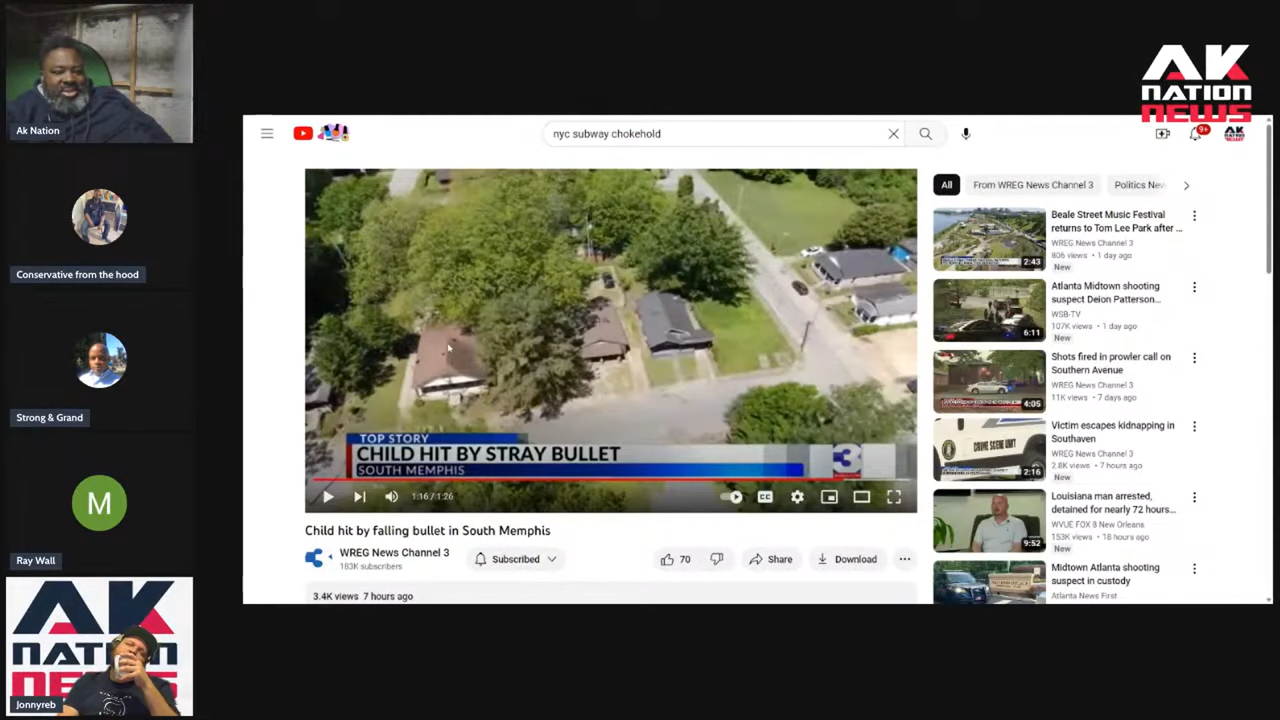 Ak Nation
Conservative from the hood
Strong & Grand
M
Ray Wall
AK
NATION
Jonnyreb
AK
NATION
NEWS
nyc subway chokehold
9+
TOP STORY
CHILD HIT BY STRAY BULLET
SOUTH MEMPHIS
3
1:16 / 1:26
CC
Child hit by falling bullet in South Memphis
WREG News Channel 3
183K subscribers
Subscribed
70
Share
Download
3.4K views 7 hours ago
All
From WREG News Channel 3
Politics New
Beale Street Music Festival
returns to Tom Lee Park after ...
WREG News Channel 3
806 views • 1 day ago
New
2:43
Atlanta Midtown shooting
suspect Deion Patterson...
WSB-TV
107K views • 1 day ago
New
6:11
Shots fired in prowler call on
Southern Avenue
WREG News Channel 3
11K views • 7 days ago
4:05
Victim escapes kidnapping in
Southaven
WREG News Channel 3
2.8K views • 7 hours ago
New
CRIME SCENE UNIT
2:16
Louisiana man arrested,
detained for nearly 72 hours...
WVUE FOX 8 New Orleans
153K views • 18 hours ago
New
9:52
Midtown Atlanta shooting
suspect in custody
Atlanta News First